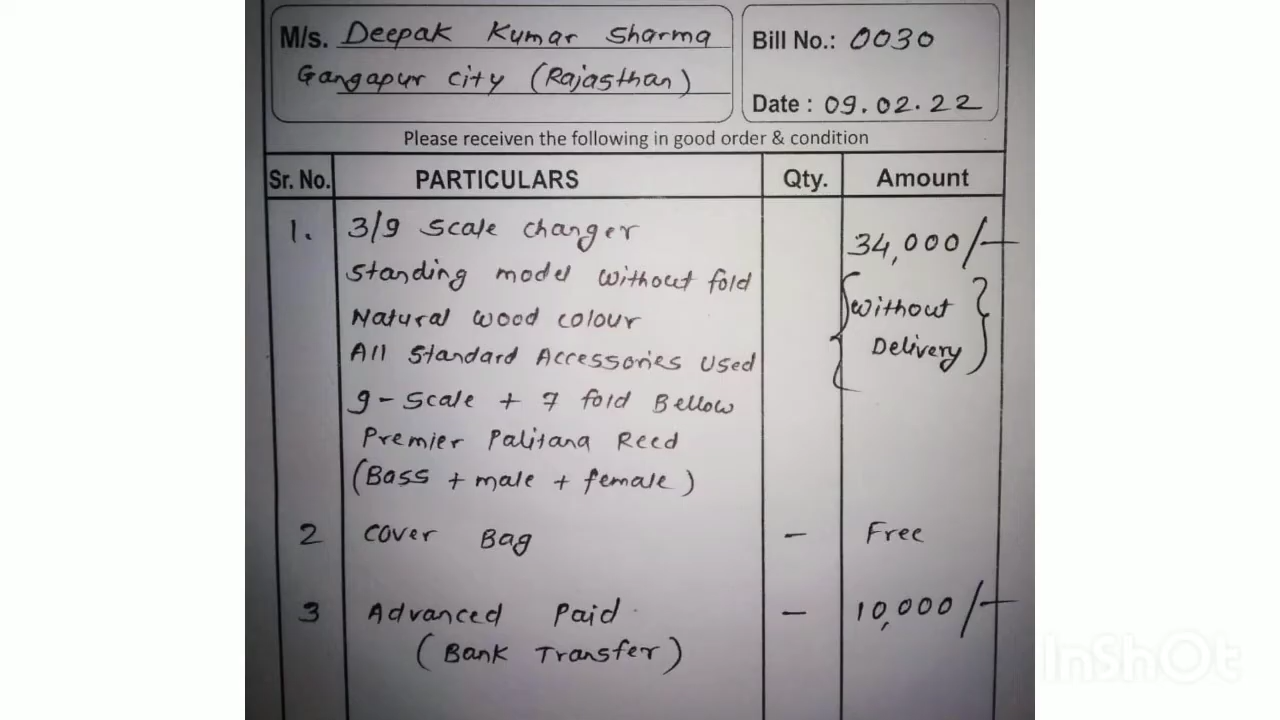 M/s. Deepak Kumar Sharma
Gangapur city (Rajasthan)
Bill No.: 0030
Date : 09.02.22
Please receiven the following in good order & condition
Sr. No. PARTICULARS Qty. Amount
1. 3/9 Scale changer 34,000/-
Standing model without fold
Natural wood colour
All Standard Accessories Used
9-Scale + 7 fold Bellow
Premier Palitana Reed
(Bass + male + female)
{without
Delivery}
2 cover Bag - Free
3 Advanced Paid - 10,000/-
(Bank Transfer)
InShOt